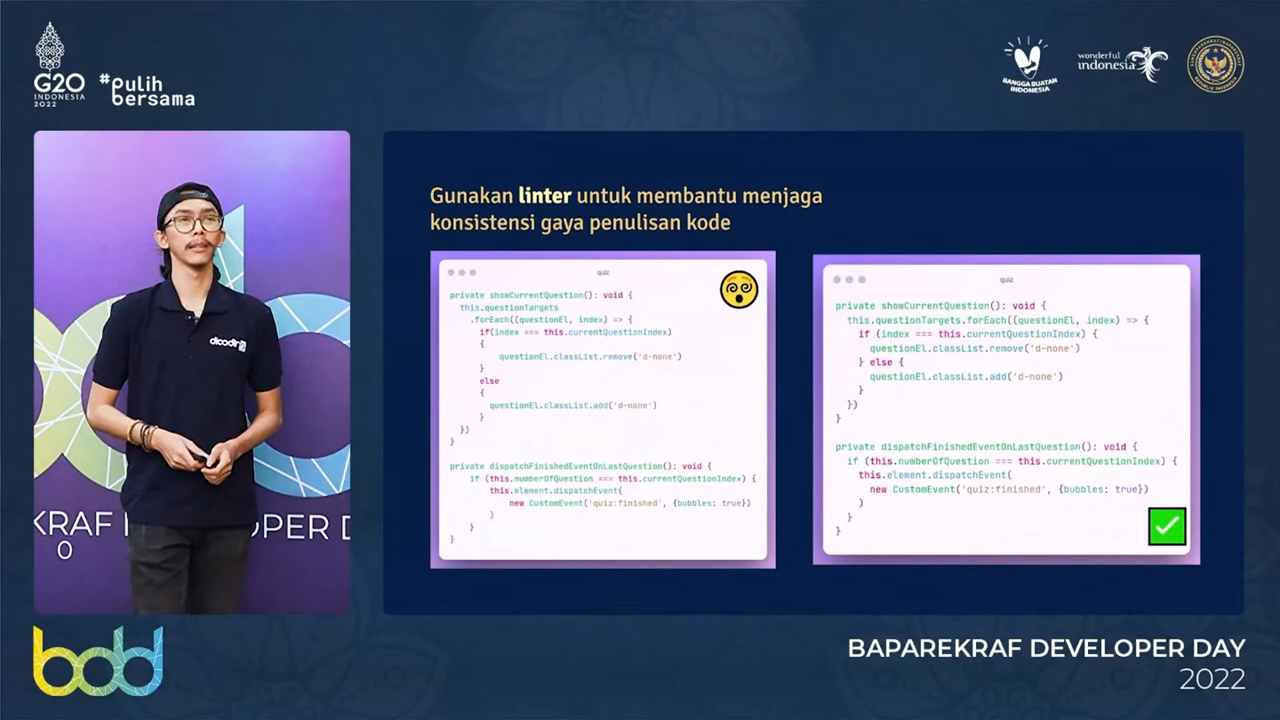 G20
INDONESIA
2022
#pulih
bersama
BANGGA BUATAN
INDONESIA
wonderful
indonesia
dicoding
KRAF
OPER D
0
Gunakan linter untuk membantu menjaga
konsistensi gaya penulisan kode
quiz
private showCurrentQuestion(): void {
this.questionTargets
.forEach((questionEl, index) => {
if(index === this.currentQuestionIndex)
{
questionEl.classList.remove('d-none')
}
else
{
questionEl.classList.add('d-none')
}
})
}
private dispatchFinishedEventOnLastQuestion(): void {
if (this.numberOfQuestion === this.currentQuestionIndex) {
this.element.dispatchEvent(
new CustomEvent('quiz:finished', {bubbles: true})
)
}
}
quiz
private showCurrentQuestion(): void {
this.questionTargets.forEach((questionEl, index) => {
if (index === this.currentQuestionIndex) {
questionEl.classList.remove('d-none')
} else {
questionEl.classList.add('d-none')
}
})
}
private dispatchFinishedEventOnLastQuestion(): void {
if (this.numberOfQuestion === this.currentQuestionIndex) {
this.element.dispatchEvent(
new CustomEvent('quiz:finished', {bubbles: true})
)
}
}
bdd
BAPAREKRAF DEVELOPER DAY
2022